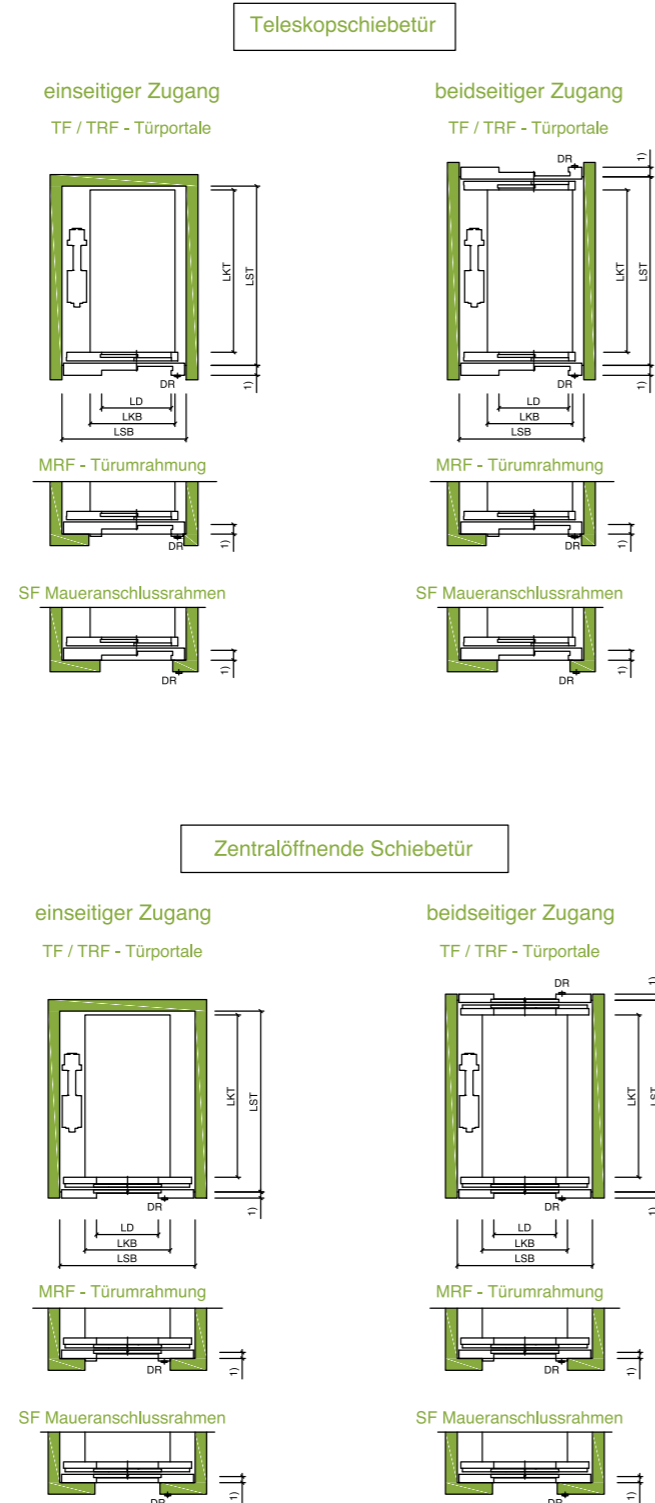 Teleskopschiebetür
einseitiger Zugang
TF / TRF - Türportale
LKT
LST
1)
DR
LD
LKB
LSB
MRF - Türumrahmung
DR
1)
SF Maueranschlussrahmen
DR
1)
beidseitiger Zugang
TF / TRF - Türportale
DR
1)
LKT
LST
1)
DR
LD
LKB
LSB
MRF - Türumrahmung
DR
1)
SF Maueranschlussrahmen
DR
1)
Zentralöffnende Schiebetür
einseitiger Zugang
TF / TRF - Türportale
LKT
LST
1)
DR
LD
LKB
LSB
MRF - Türumrahmung
DR
1)
SF Maueranschlussrahmen
DR
1)
beidseitiger Zugang
TF / TRF - Türportale
DR
1)
LKT
LST
1)
DR
LD
LKB
LSB
MRF - Türumrahmung
DR
1)
SF Maueranschlussrahmen
DR
1)